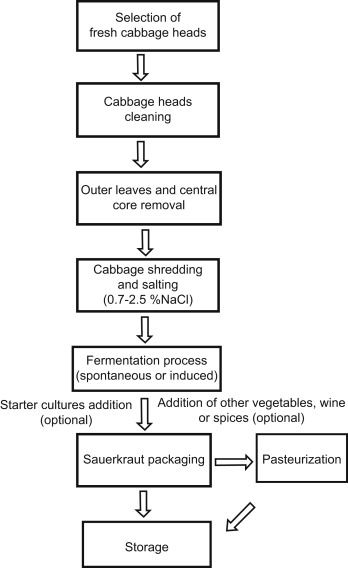 Selection of
fresh cabbage heads
Cabbage heads
cleaning
Outer leaves and central
core removal
Cabbage shredding
and salting
(0.7-2.5 %NaCl)
Fermentation process
(spontaneous or induced)
Starter cultures addition
(optional)
Addition of other vegetables, wine
or spices (optional)
Sauerkraut packaging
Pasteurization
Storage